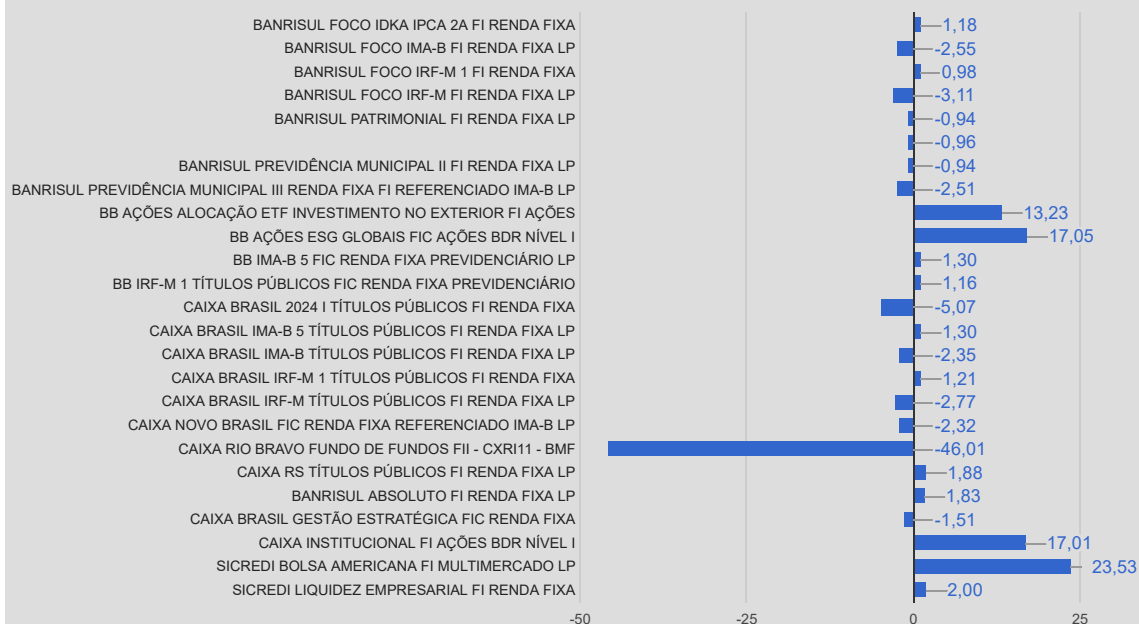 BANRISUL FOCO IDKA IPCA 2A FI RENDA FIXA 1,18
BANRISUL FOCO IMA-B FI RENDA FIXA LP -2,55
BANRISUL FOCO IRF-M 1 FI RENDA FIXA 0,98
BANRISUL FOCO IRF-M FI RENDA FIXA LP -3,11
BANRISUL PATRIMONIAL FI RENDA FIXA LP -0,94
-0,96
BANRISUL PREVIDÊNCIA MUNICIPAL II FI RENDA FIXA LP -0,94
BANRISUL PREVIDÊNCIA MUNICIPAL III RENDA FIXA FI REFERENCIADO IMA-B LP -2,51
BB AÇÕES ALOCAÇÃO ETF INVESTIMENTO NO EXTERIOR FI AÇÕES 13,23
BB AÇÕES ESG GLOBAIS FIC AÇÕES BDR NÍVEL I 17,05
BB IMA-B 5 FIC RENDA FIXA PREVIDENCIÁRIO LP 1,30
BB IRF-M 1 TÍTULOS PÚBLICOS FIC RENDA FIXA PREVIDENCIÁRIO 1,16
CAIXA BRASIL 2024 I TÍTULOS PÚBLICOS FI RENDA FIXA -5,07
CAIXA BRASIL IMA-B 5 TÍTULOS PÚBLICOS FI RENDA FIXA LP 1,30
CAIXA BRASIL IMA-B TÍTULOS PÚBLICOS FI RENDA FIXA LP -2,35
CAIXA BRASIL IRF-M 1 TÍTULOS PÚBLICOS FI RENDA FIXA 1,21
CAIXA BRASIL IRF-M TÍTULOS PÚBLICOS FI RENDA FIXA LP -2,77
CAIXA NOVO BRASIL FIC RENDA FIXA REFERENCIADO IMA-B LP -2,32
CAIXA RIO BRAVO FUNDO DE FUNDOS FII - CXRI11 - BMF -46,01
CAIXA RS TÍTULOS PÚBLICOS FI RENDA FIXA LP 1,88
BANRISUL ABSOLUTO FI RENDA FIXA LP 1,83
CAIXA BRASIL GESTÃO ESTRATÉGICA FIC RENDA FIXA -1,51
CAIXA INSTITUCIONAL FI AÇÕES BDR NÍVEL I 17,01
SICREDI BOLSA AMERICANA FI MULTIMERCADO LP 23,53
SICREDI LIQUIDEZ EMPRESARIAL FI RENDA FIXA 2,00
-50 -25 0 25